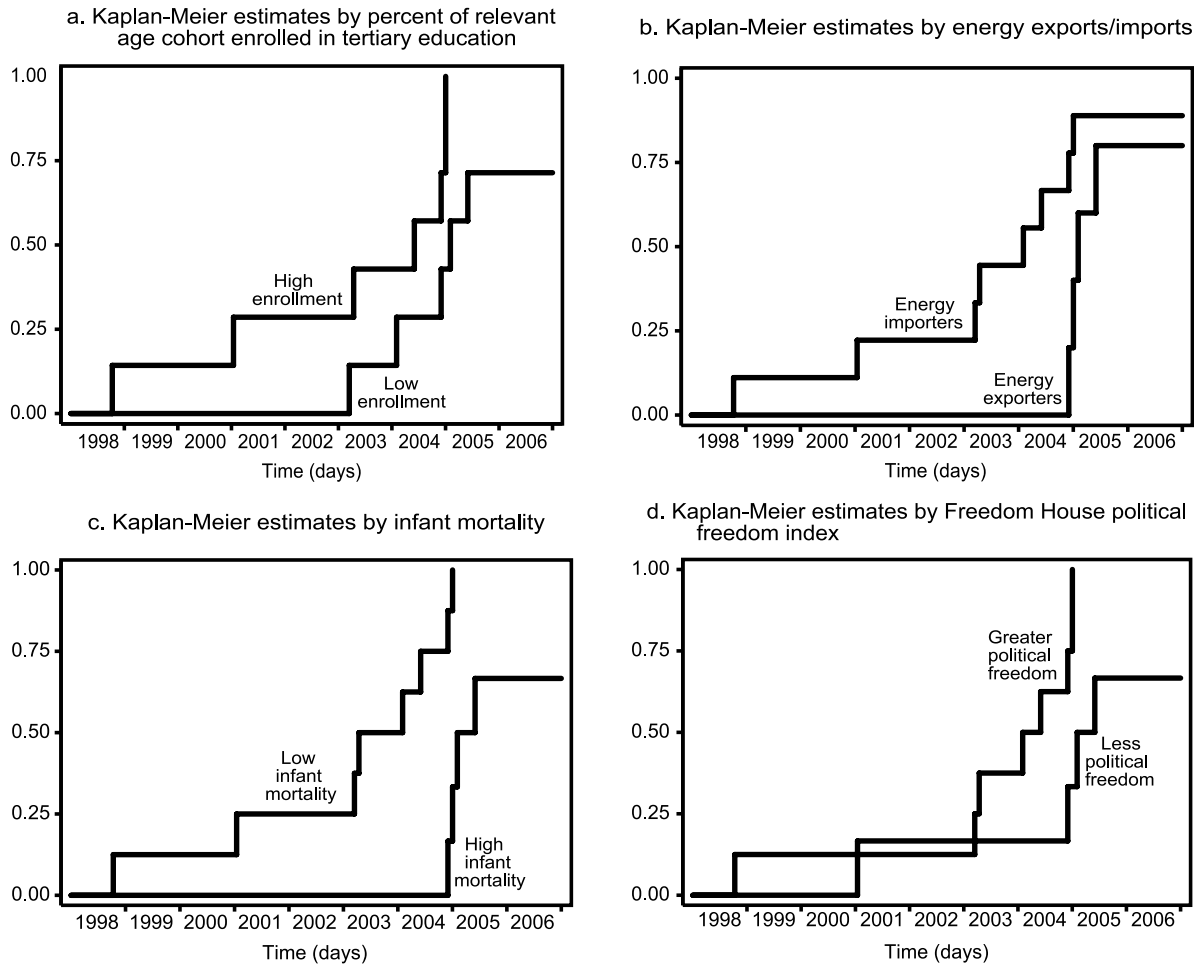 a. Kaplan-Meier estimates by percent of relevant
age cohort enrolled in tertiary education
1.00
0.75
0.50
0.25
0.00
High
enrollment
Low
enrollment
1998 1999 2000 2001 2002 2003 2004 2005 2006
Time (days)
b. Kaplan-Meier estimates by energy exports/imports
1.00
0.75
0.50
0.25
0.00
Energy
importers
Energy
exporters
1998 1999 2000 2001 2002 2003 2004 2005 2006
Time (days)
c. Kaplan-Meier estimates by infant mortality
1.00
0.75
0.50
0.25
0.00
Low
infant
mortality
High
infant
mortality
1998 1999 2000 2001 2002 2003 2004 2005 2006
Time (days)
d. Kaplan-Meier estimates by Freedom House political
freedom index
1.00
0.75
0.50
0.25
0.00
Greater
political
freedom
Less
political
freedom
1998 1999 2000 2001 2002 2003 2004 2005 2006
Time (days)